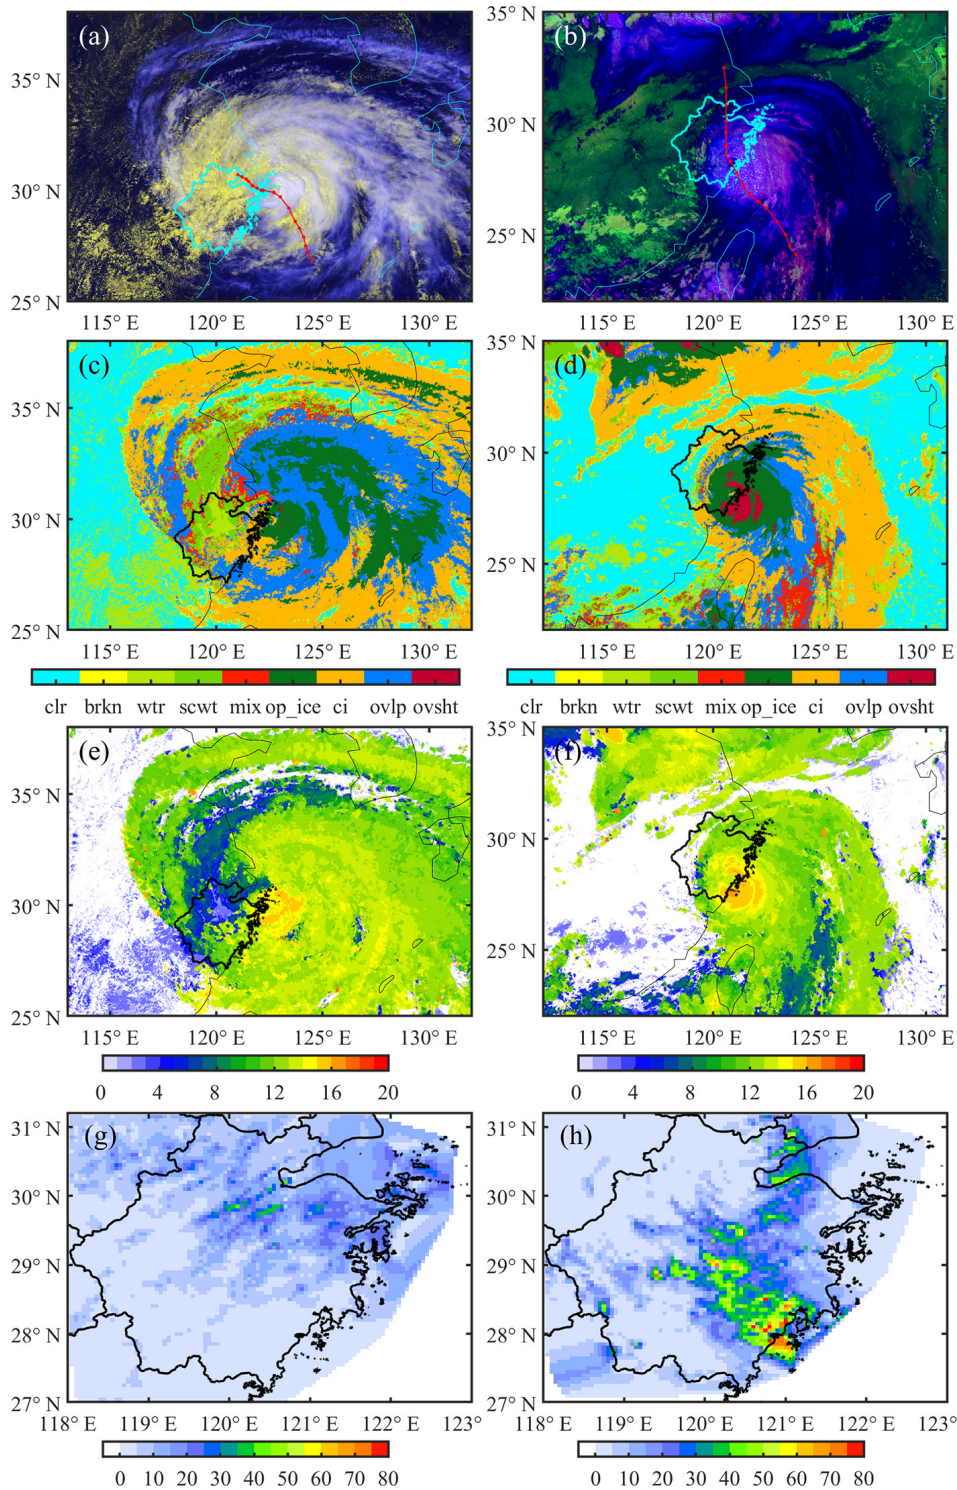 (a)
35° N
30° N
25° N
115° E
120° E
125° E
130° E
(b)
35° N
30° N
25° N
115° E
120° E
125° E
130° E
(c)
35° N
30° N
25° N
115° E
120° E
125° E
130° E
(d)
35° N
30° N
25° N
115° E
120° E
125° E
130° E
clr brkn wtr scwt mix op_ice ci ovlp ovsht
clr brkn wtr scwt mix op_ice ci ovlp ovsht
(e)
35° N
30° N
25° N
115° E
120° E
125° E
130° E
0 4 8 12 16 20
(f)
35° N
30° N
25° N
115° E
120° E
125° E
130° E
0 4 8 12 16 20
(g)
31° N
30° N
29° N
28° N
27° N
118° E
119° E
120° E
121° E
122° E
123° E
0 10 20 30 40 50 60 70 80
(h)
31° N
30° N
29° N
28° N
27° N
118° E
119° E
120° E
121° E
122° E
123°
0 10 20 30 40 50 60 70 80